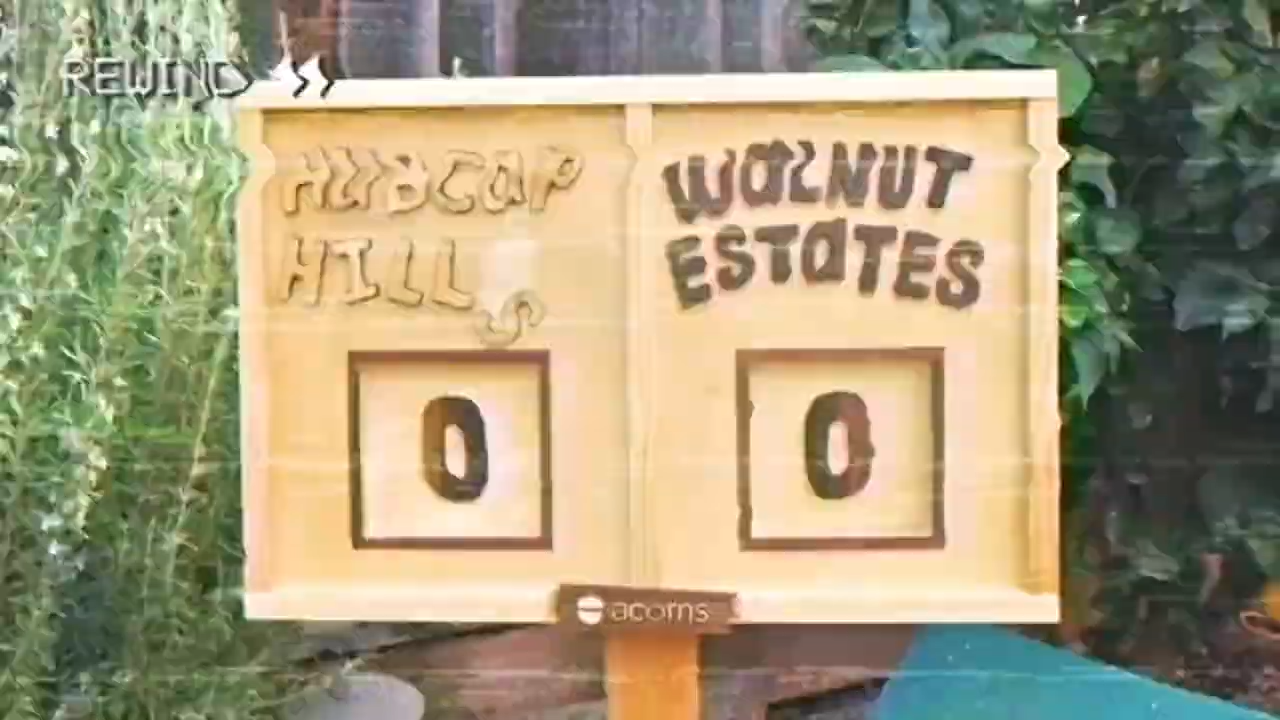 REWIND
HUBCAP
HILLS
WALNUT
ESTATES
0
0
acorns